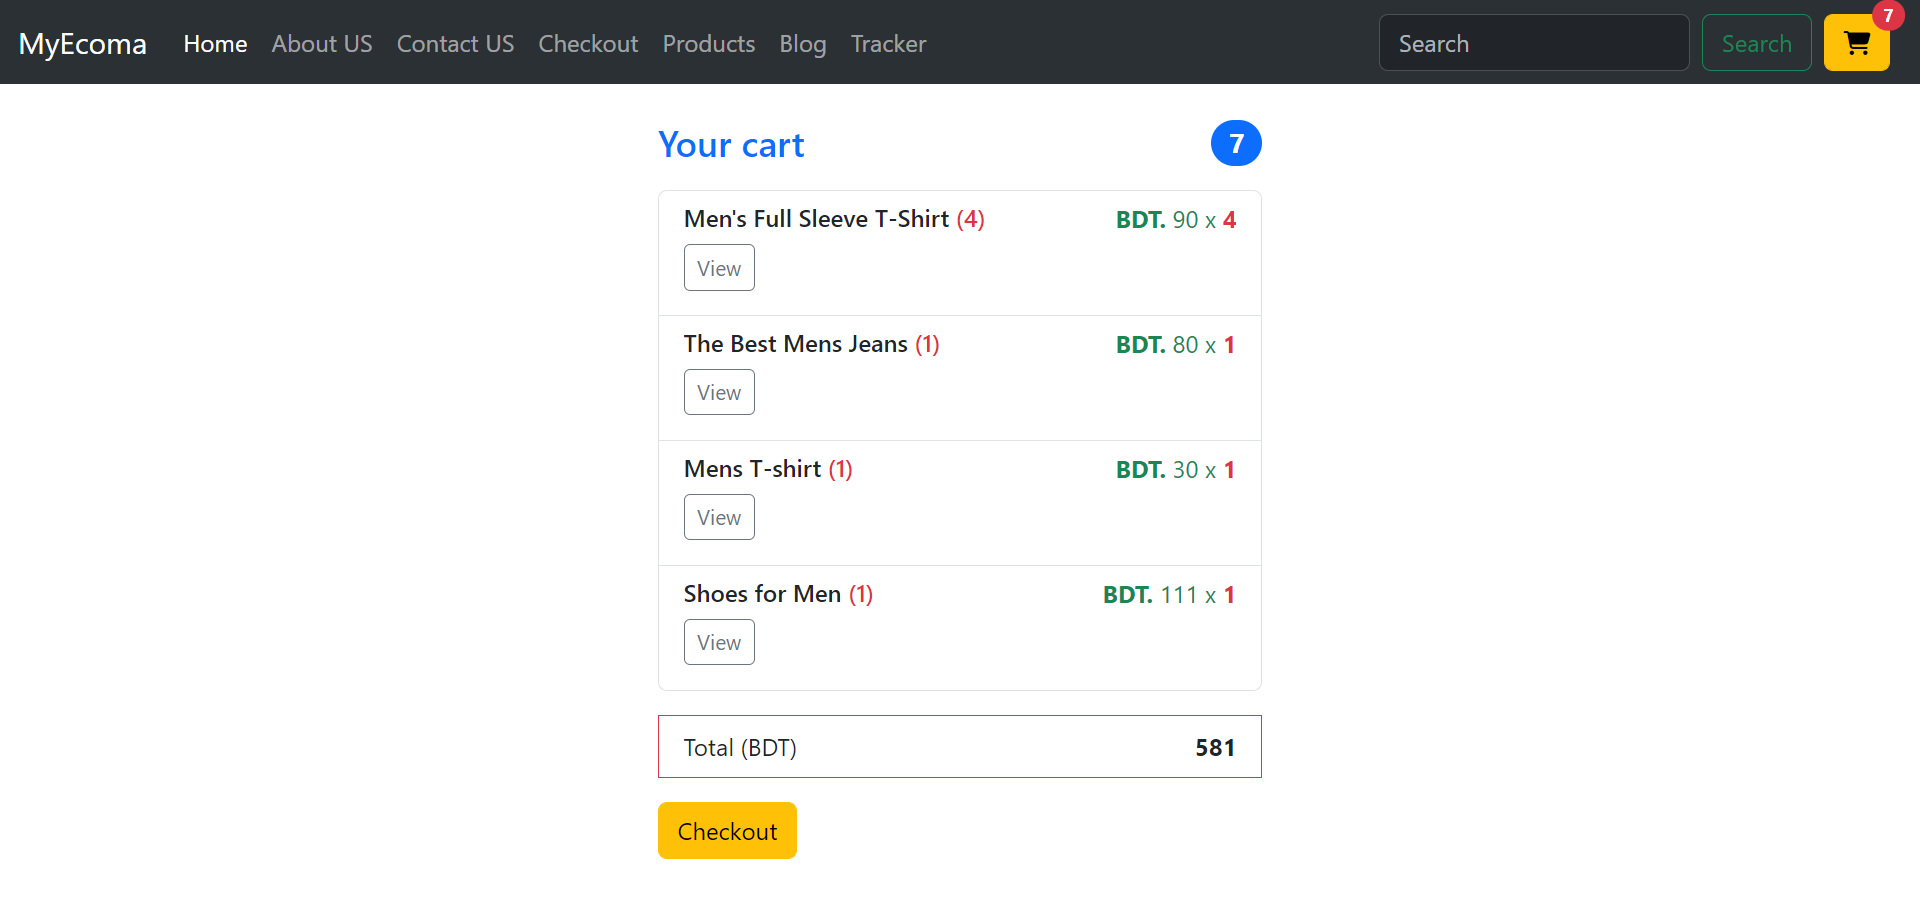 MyEcoma Home About US Contact US Checkout Products Blog Tracker Search Search 7
Your cart 7
Men's Full Sleeve T-Shirt (4) BDT. 90 x 4
View
The Best Mens Jeans (1) BDT. 80 x 1
View
Mens T-shirt (1) BDT. 30 x 1
View
Shoes for Men (1) BDT. 111 x 1
View
Total (BDT) 581
Checkout